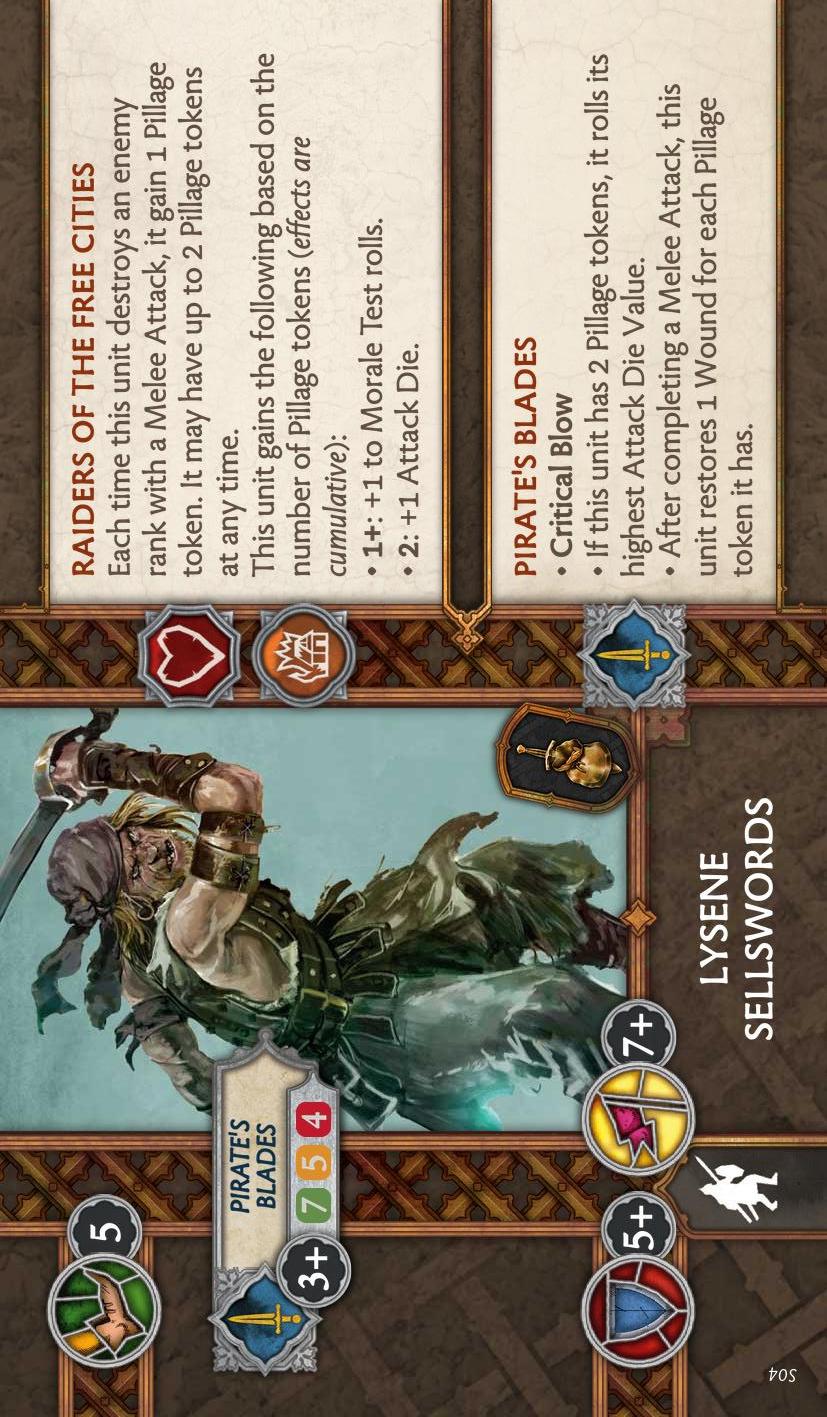 5
PIRATE'S
BLADES
3+
7 5 4
5+
7+
LYSENE
SELLSWORDS
S04
RAIDERS OF THE FREE CITIES
Each time this unit destroys an enemy
rank with a Melee Attack, it gain 1 Pillage
token. It may have up to 2 Pillage tokens
at any time.
This unit gains the following based on the
number of Pillage tokens (effects are
cumulative):
• 1+: +1 to Morale Test rolls.
• 2: +1 Attack Die.
PIRATE'S BLADES
• Critical Blow
• If this unit has 2 Pillage tokens, it rolls its
highest Attack Die Value.
• After completing a Melee Attack, this
unit restores 1 Wound for each Pillage
token it has.